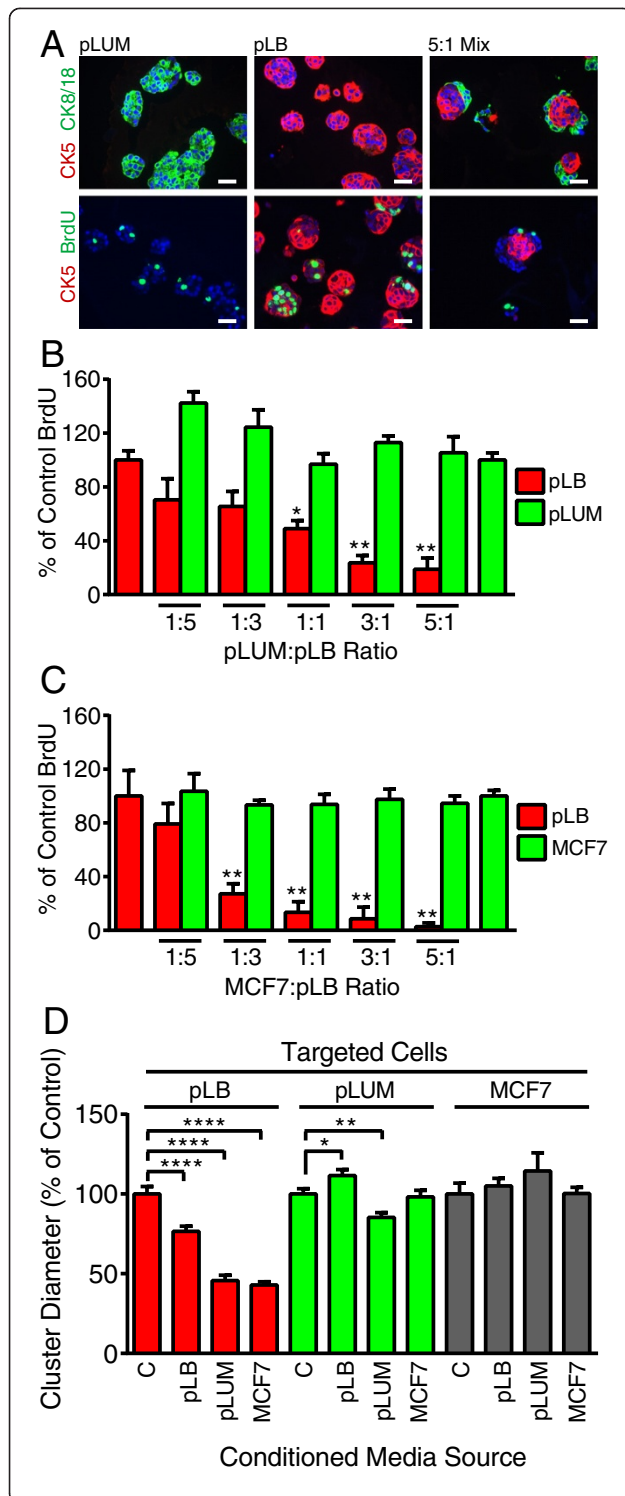 A
pLUM pLB 5:1 Mix
CK5 CK8/18
CK5 BrdU
B
% of Control BrdU
160
120
80
40
0
*
**
**
pLB
pLUM
1:5 1:3 1:1 3:1 5:1
pLUM:pLB Ratio
C
% of Control BrdU
160
120
80
40
0
**
**
**
**
pLB
MCF7
1:5 1:3 1:1 3:1 5:1
MCF7:pLB Ratio
D
Cluster Diameter (% of Control)
Targeted Cells
pLB pLUM MCF7
150
100
50
0
****
****
****
**
*
C pLB pLUM MCF7 C pLB pLUM MCF7 C pLB pLUM MCF7
Conditioned Media Source